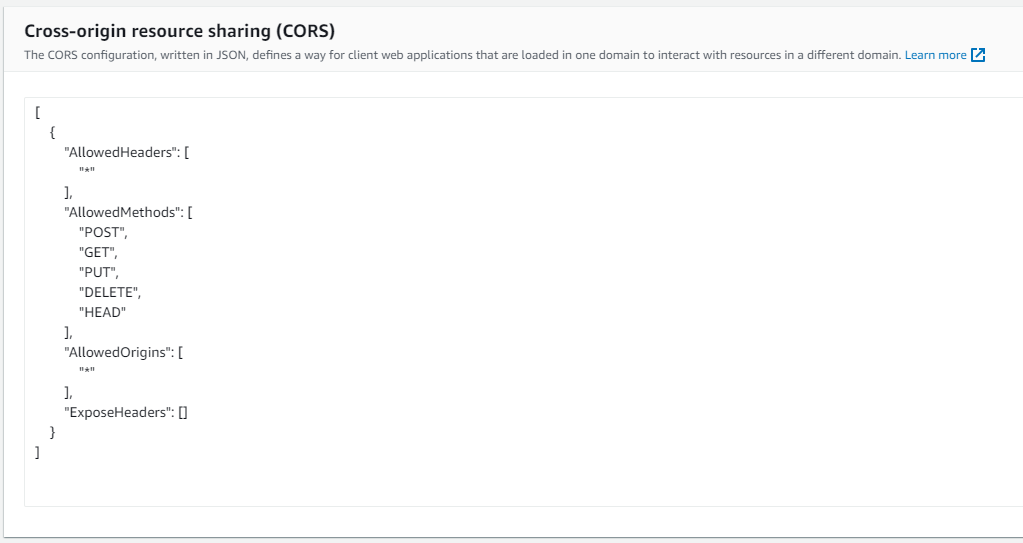 Cross-origin resource sharing (CORS)
The CORS configuration, written in JSON, defines a way for client web applications that are loaded in one domain to interact with resources in a different domain. Learn more
[
{
"AllowedHeaders": [
"*"
],
"AllowedMethods": [
"POST",
"GET",
"PUT",
"DELETE",
"HEAD"
],
"AllowedOrigins": [
"*"
],
"ExposeHeaders": []
}
]